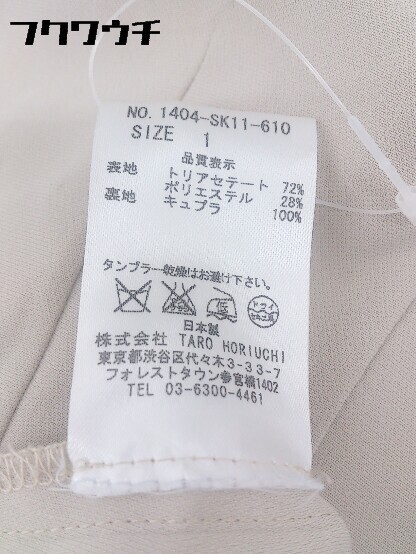 フクワウチ
NO. 1404-SK11-610
SIZE 1
品質表示
表地 トリアセテート 72%
ポリエステル 28%
裏地 キュプラ 100%
タンブラー乾燥はお避け下さい。
日本製
株式会社 TARO HORIUCHI
東京都渋谷区代々木3-33-7
フォレストタウン参宮橋1402
TEL 03-6300-4461